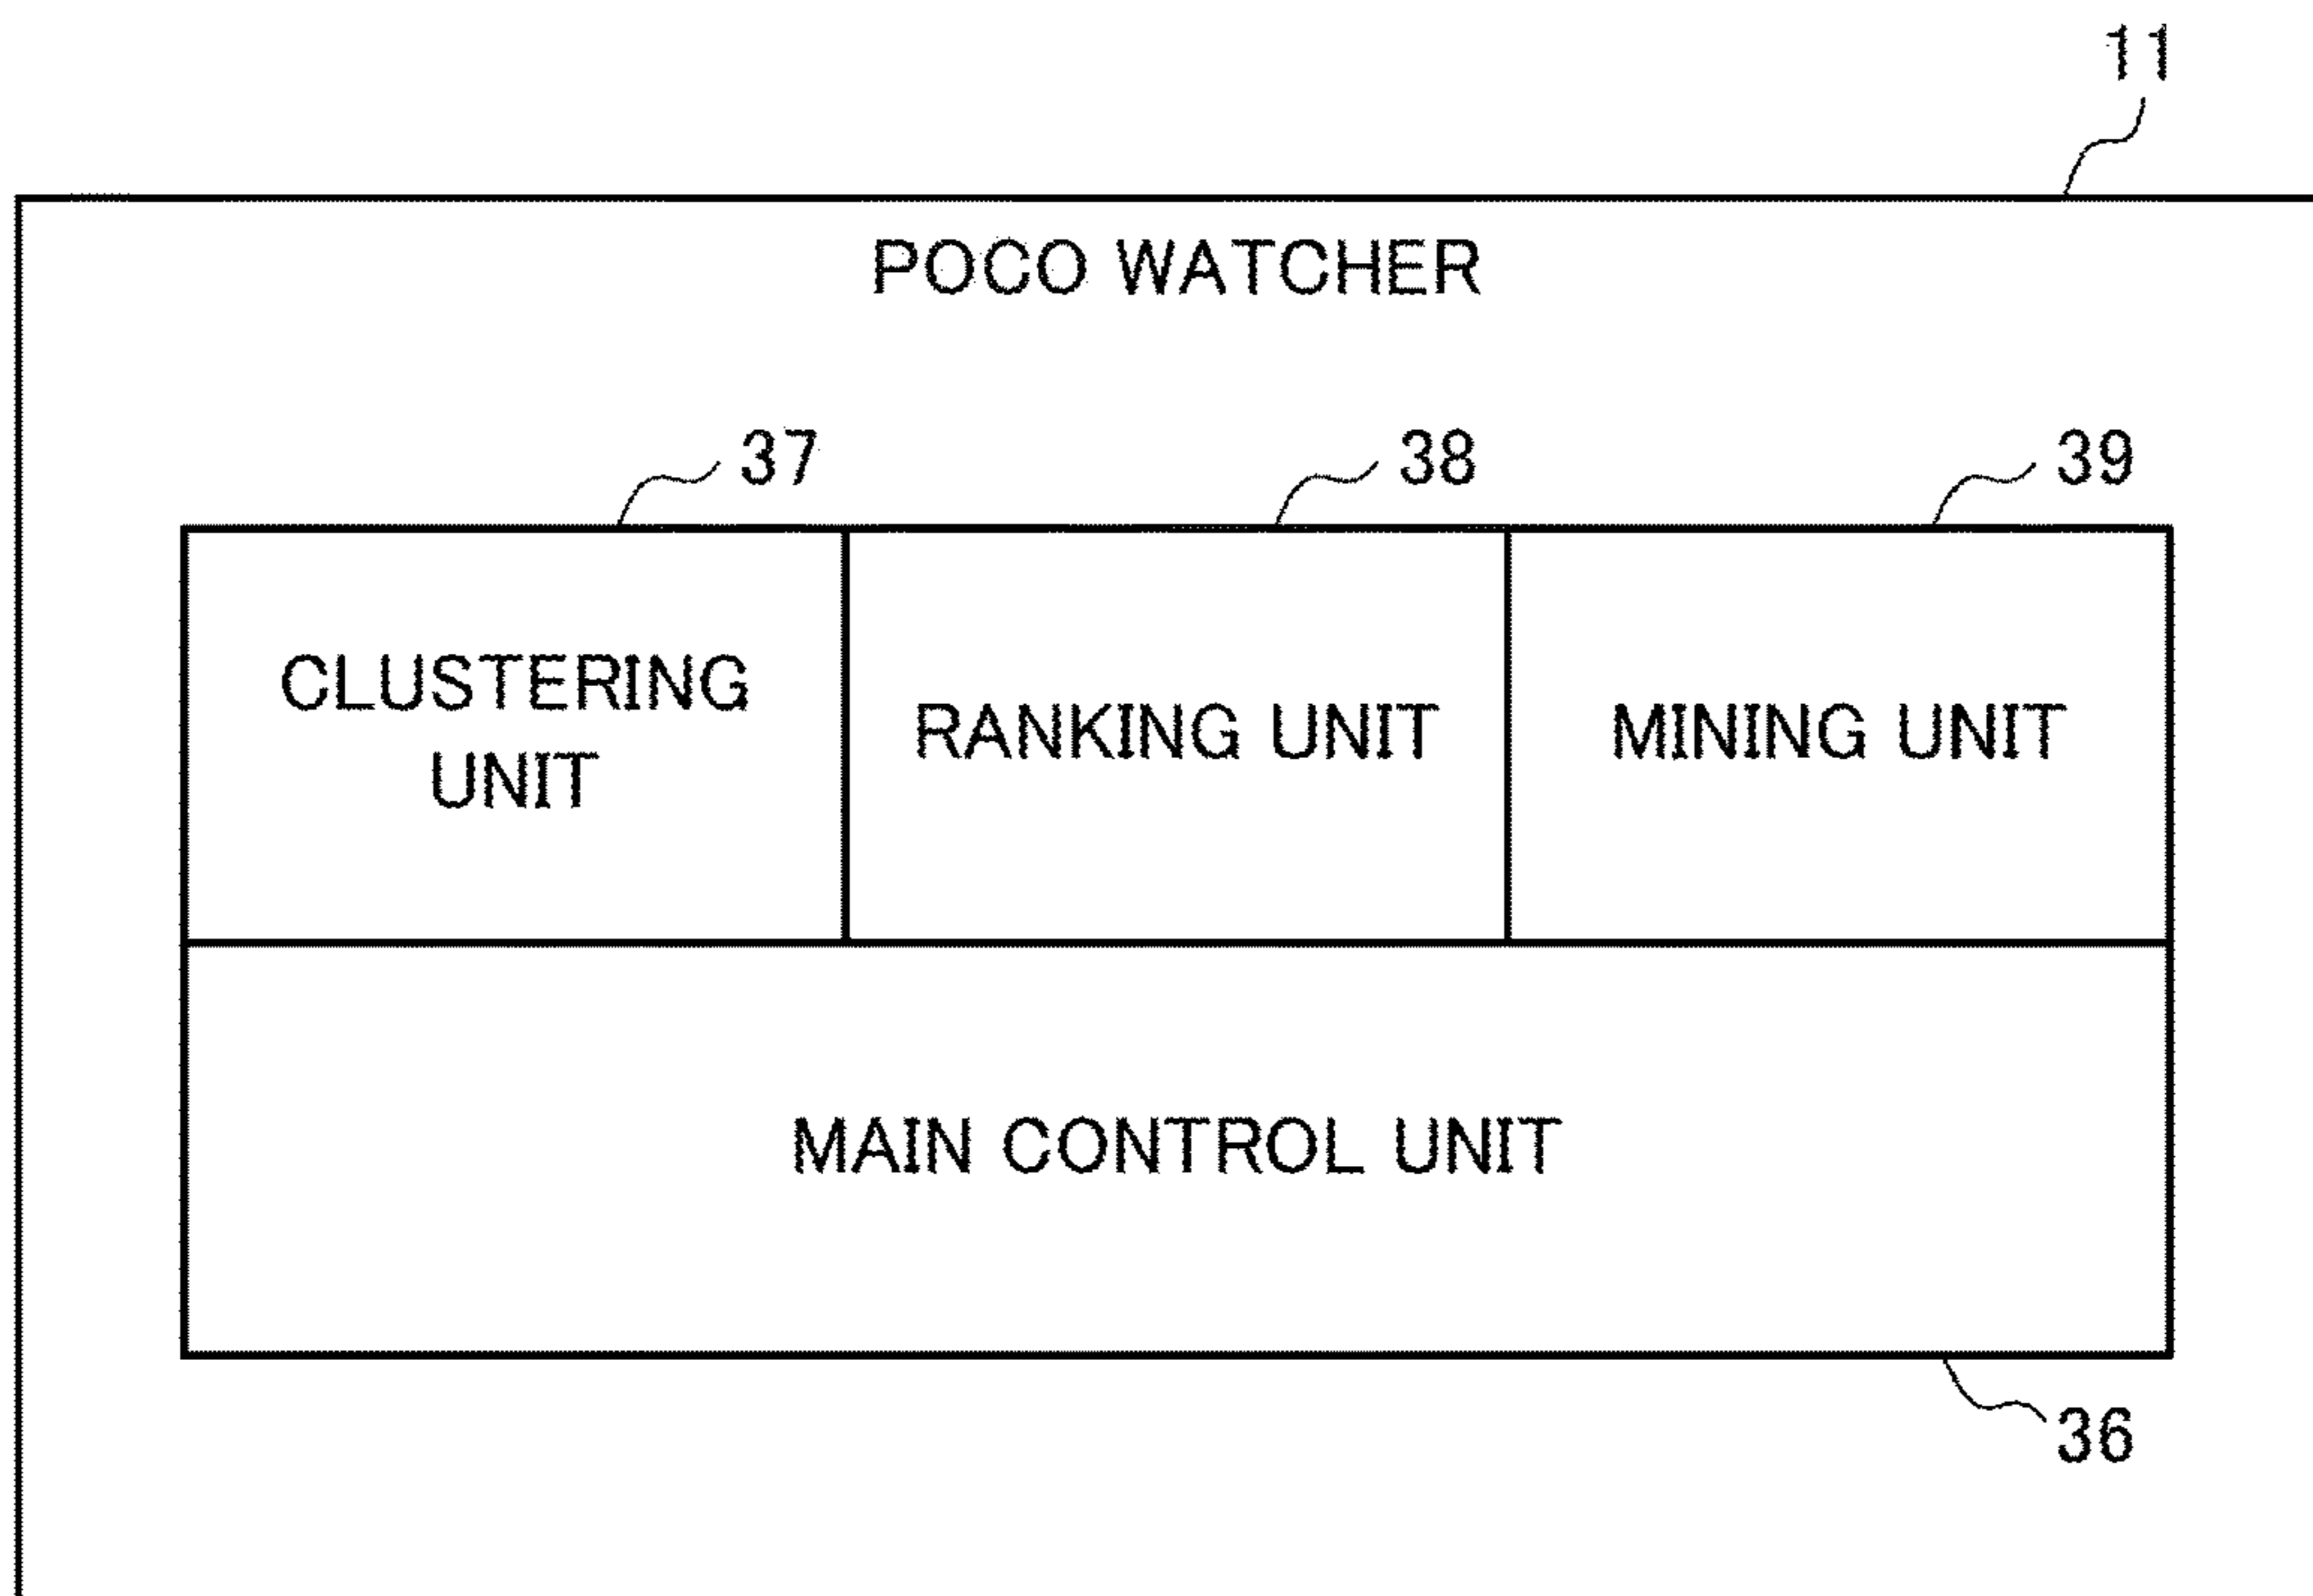 11
POCO WATCHER
37
38
39
CLUSTERING
UNIT
RANKING UNIT
MINING UNIT
MAIN CONTROL UNIT
36